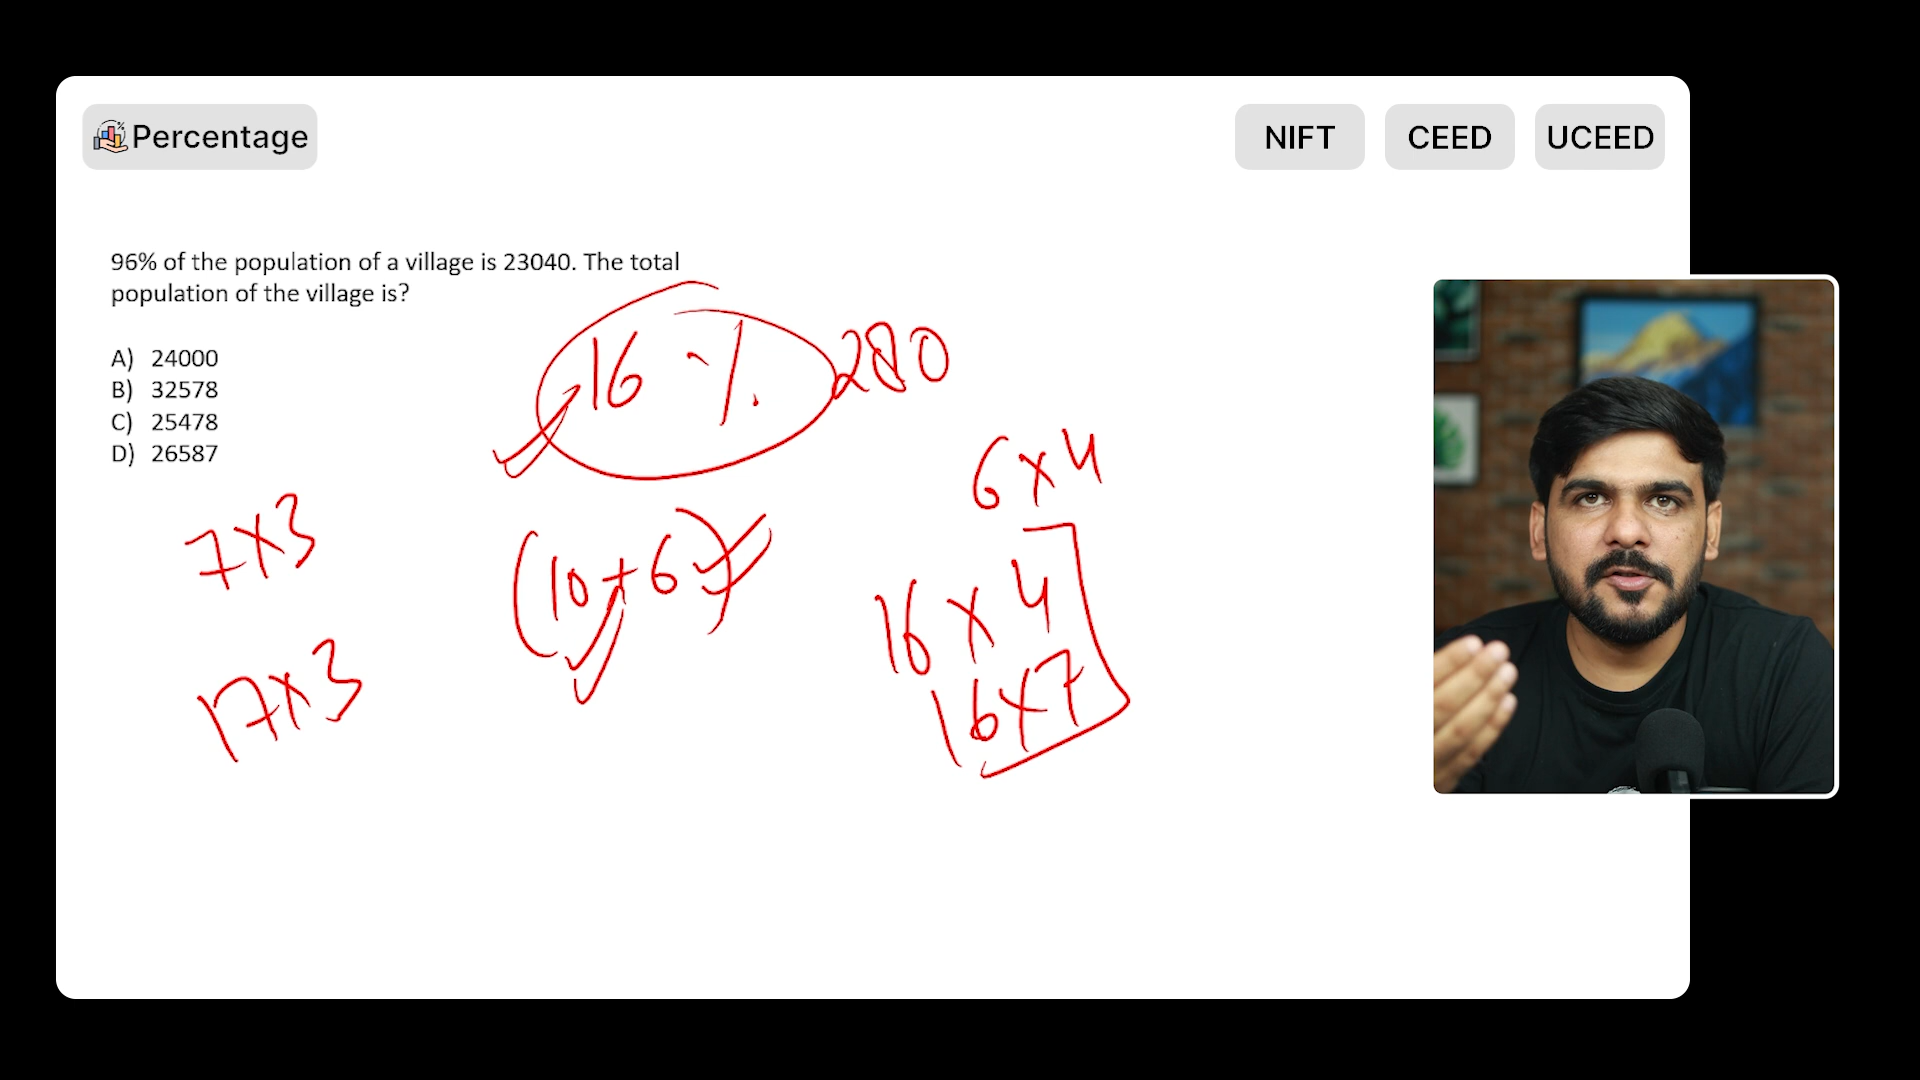 Percentage
NIFT CEED UCEED
96% of the population of a village is 23040. The total
population of the village is?
A) 24000
B) 32578
C) 25478
D) 26587
16 % 280
6x4
7x3
(10+6)
16x4
17x3
16x7